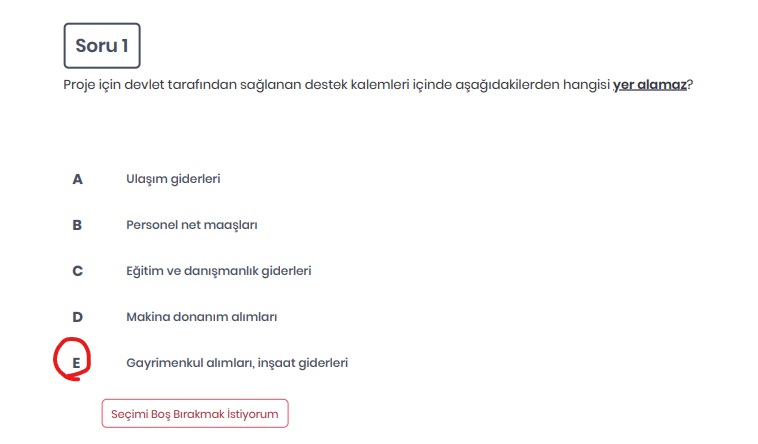 Soru 1
Proje için devlet tarafından sağlanan destek kalemleri içinde aşağıdakilerden hangisi yer alamaz?
A Ulaşım giderleri
B Personel net maaşları
C Eğitim ve danışmanlık giderleri
D Makina donanım alımları
E Gayrimenkul alımları, inşaat giderleri
Seçimi Boş Bırakmak İstiyorum